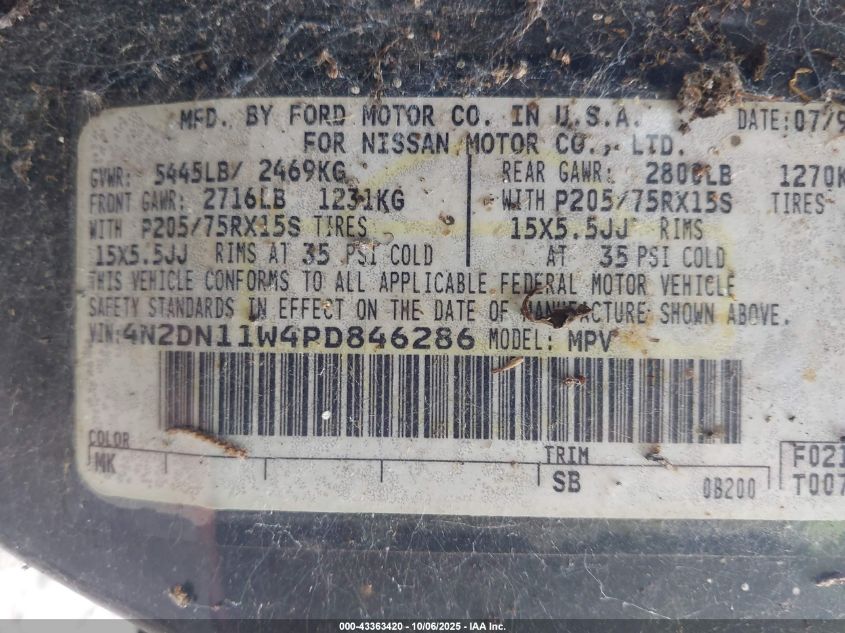 MFD. BY FORD MOTOR CO. IN U.S.A. DATE:07/9
FOR NISSAN MOTOR CO., LTD.
GVWR: 5445LB/ 2469KG REAR GAWR: 2800LB 1270K
FRONT GAWR: 2716LB 1231KG WITH P205/75RX15S TIRES
WITH P205/75RX15S TIRES 15X5.5JJ RIMS
15X5.5JJ RIMS AT 35 PSI COLD AT 35 PSI COLD
THIS VEHICLE CONFORMS TO ALL APPLICABLE FEDERAL MOTOR VEHICLE
SAFETY STANDARDS IN EFFECT ON THE DATE OF MANUFACTURE SHOWN ABOVE.
VIN:4N2DN11W4PD846286 MODEL: MPV
COLOR TRIM F021
MK SB 0B200 T007
000-43363420 - 10/06/2025 - IAA Inc.